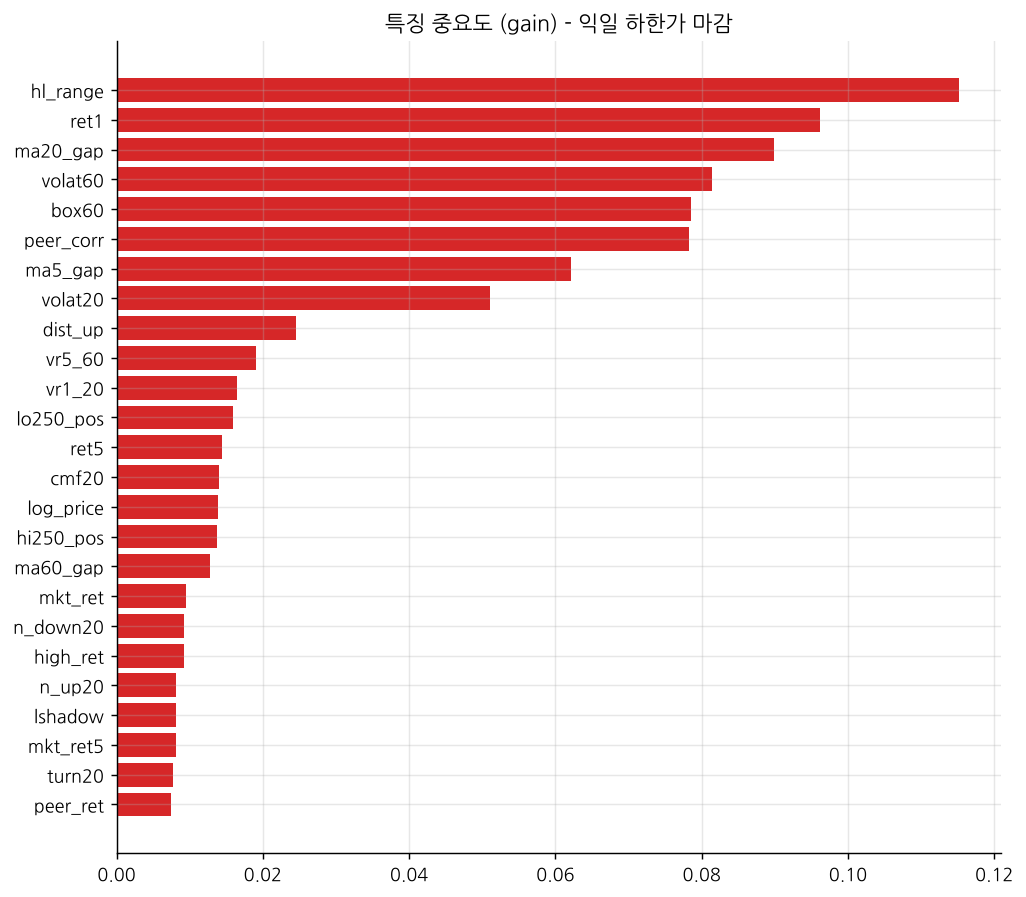 특징 중요도 (gain) - 익일 하한가 마감
hl_range
ret1
ma20_gap
volat60
box60
peer_corr
ma5_gap
volat20
dist_up
vr5_60
vr1_20
lo250_pos
ret5
cmf20
log_price
hi250_pos
ma60_gap
mkt_ret
n_down20
high_ret
n_up20
lshadow
mkt_ret5
turn20
peer_ret
0.00 0.02 0.04 0.06 0.08 0.10 0.12